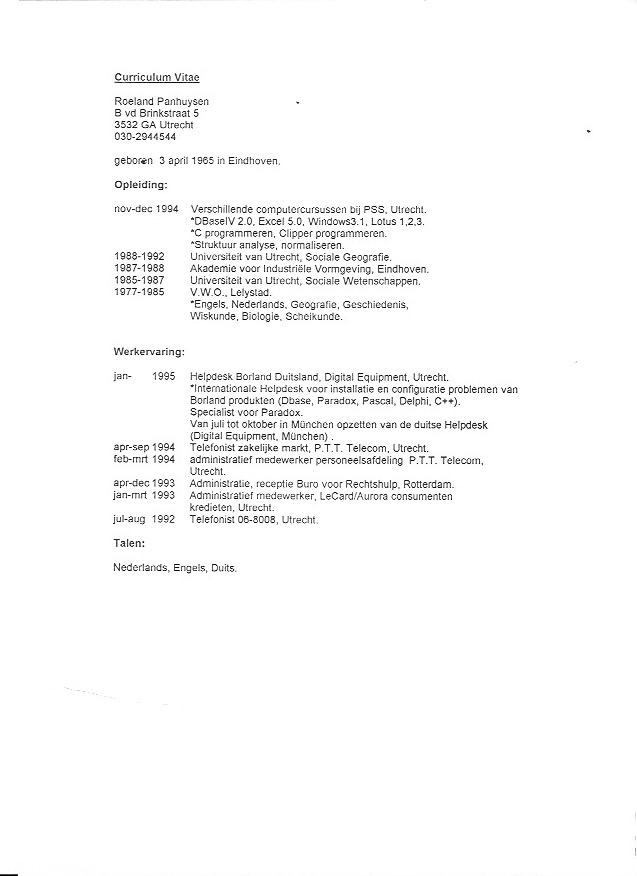 Curriculum Vitae
Roeland Panhuysen
B vd Brinkstraat 5
3532 GA Utrecht
030-2944544
geboren 3 april 1965 in Eindhoven.
Opleiding:
nov-dec 1994 Verschillende computercursussen bij PSS, Utrecht.
*DBaseIV 2.0, Excel 5.0, Windows3.1, Lotus 1,2,3.
*C programmeren, Clipper programmeren.
*Struktuur analyse, normaliseren.
1988-1992 Universiteit van Utrecht, Sociale Geografie.
1987-1988 Akademie voor Industriële Vormgeving, Eindhoven.
1985-1987 Universiteit van Utrecht, Sociale Wetenschappen.
1977-1985 V.W.O., Lelystad.
*Engels, Nederlands, Geografie, Geschiedenis,
Wiskunde, Biologie, Scheikunde.
Werkervaring:
jan- 1995 Helpdesk Borland Duitsland, Digital Equipment, Utrecht.
*Internationale Helpdesk voor installatie en configuratie problemen van
Borland produkten (Dbase, Paradox, Pascal, Delphi, C++).
Specialist voor Paradox.
Van juli tot oktober in München opzetten van de duitse Helpdesk
(Digital Equipment, München) .
apr-sep 1994 Telefonist zakelijke markt, P.T.T. Telecom, Utrecht.
feb-mrt 1994 administratief medewerker personeelsafdeling P.T.T. Telecom,
Utrecht.
apr-dec 1993 Administratie, receptie Buro voor Rechtshulp, Rotterdam.
jan-mrt 1993 Administratief medewerker, LeCard/Aurora consumenten
kredieten, Utrecht.
jul-aug 1992 Telefonist 06-8008, Utrecht.
Talen:
Nederlands, Engels, Duits.